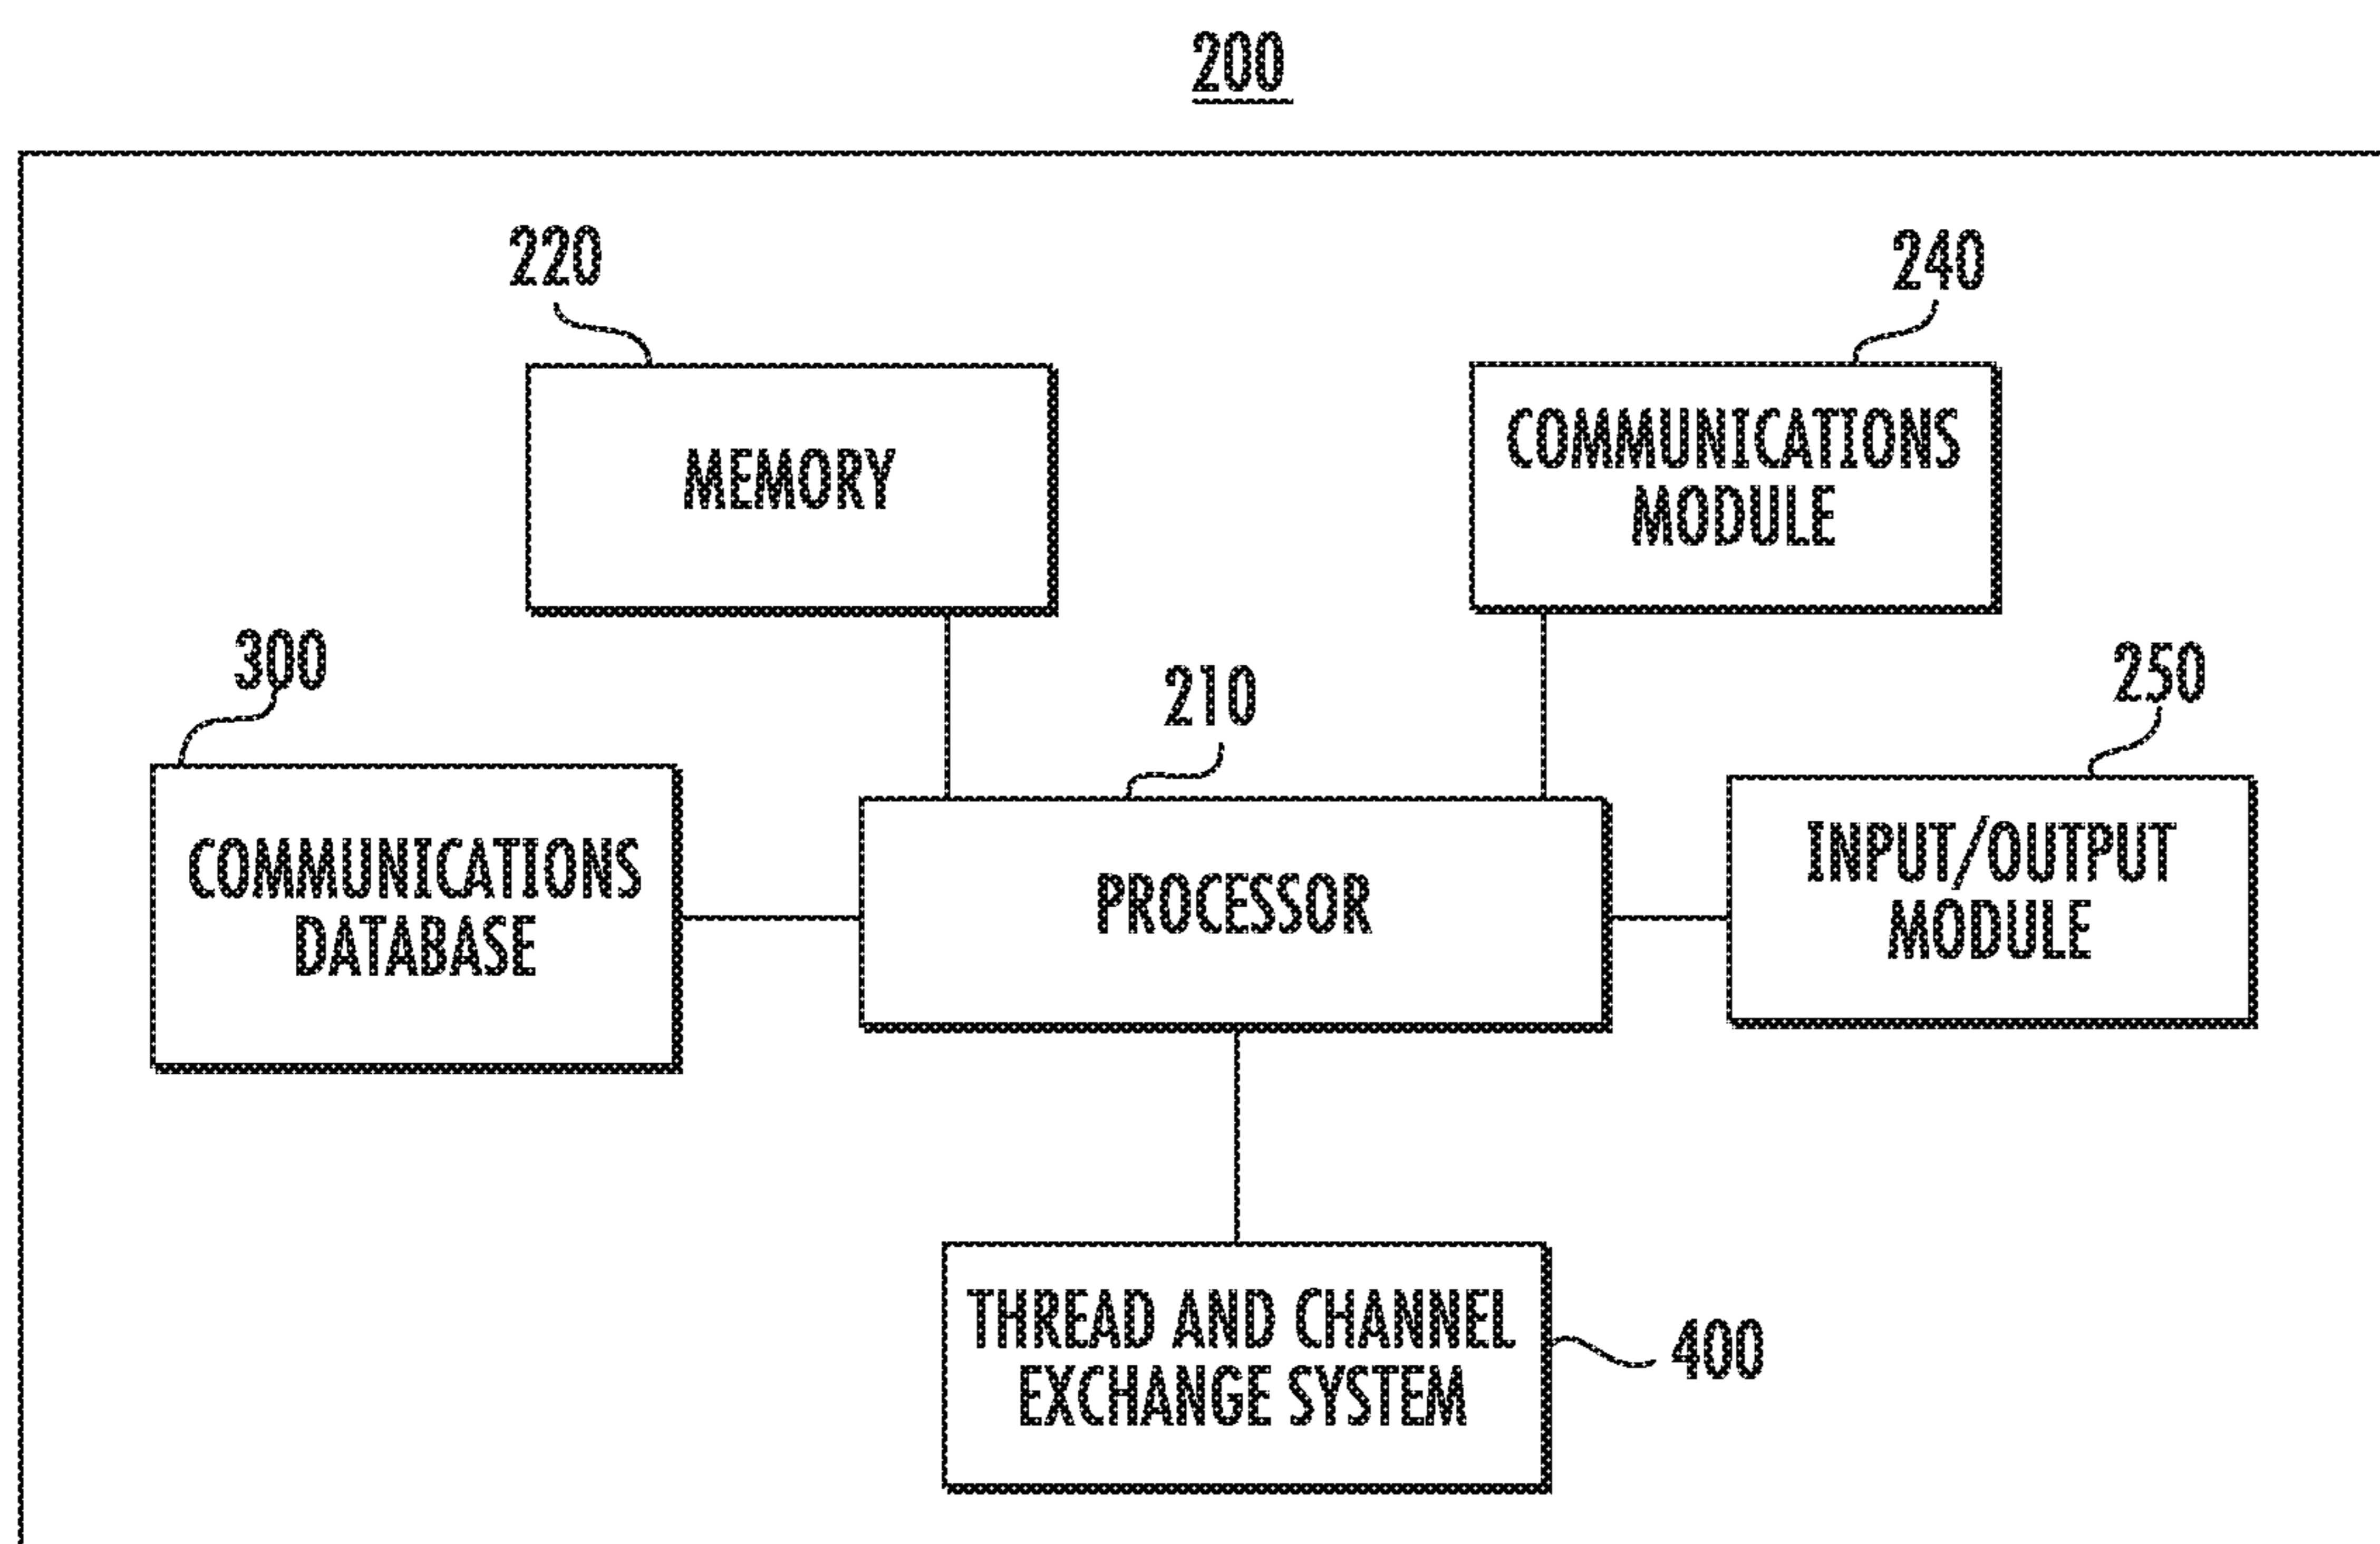 200
220
240
MEMORY
COMMUNICATIONS
MODULE
300
210
250
COMMUNICATIONS
DATABASE
PROCESSOR
INPUT/OUTPUT
MODULE
THREAD AND CHANNEL
EXCHANGE SYSTEM
400